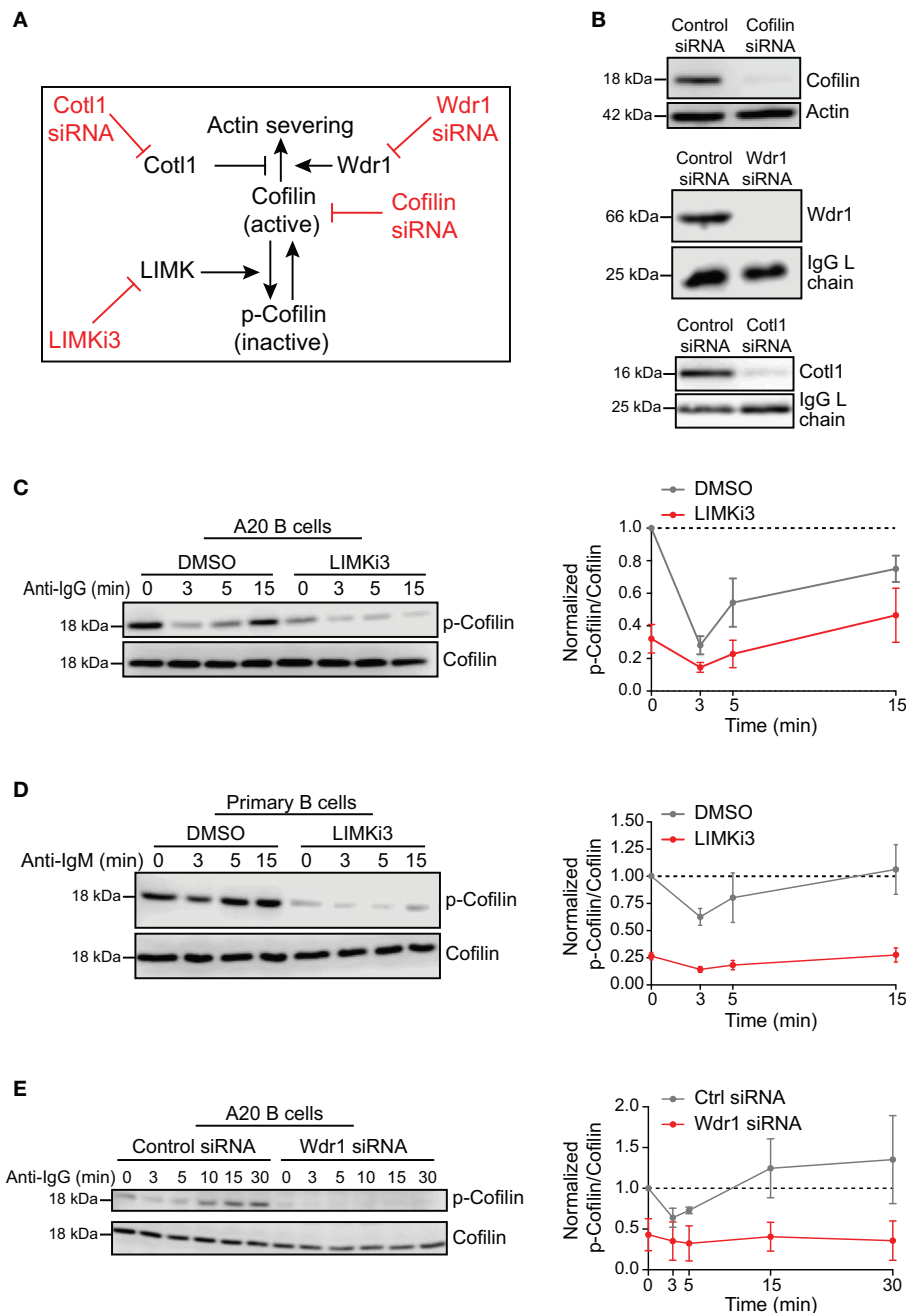 A
Cotl1
siRNA
Wdr1
siRNA
Actin severing
Cotl1
Wdr1
Cofilin
(active)
Cofilin
siRNA
LIMK
LIMKi3
p-Cofilin
(inactive)
B
Control
siRNA
Cofilin
siRNA
18 kDa
Cofilin
42 kDa
Actin
Control
siRNA
Wdr1
siRNA
66 kDa
Wdr1
25 kDa
IgG L
chain
Control
siRNA
Cotl1
siRNA
16 kDa
Cotl1
25 kDa
IgG L
chain
C
A20 B cells
DMSO LIMKi3
Anti-IgG (min) 0 3 5 15 0 3 5 15
18 kDa
p-Cofilin
18 kDa
Cofilin
DMSO
LIMKi3
Normalized
p-Cofilin/Cofilin
1.0
0.8
0.6
0.4
0.2
0.0
0 3 5 15
Time (min)
D
Primary B cells
DMSO LIMKi3
Anti-IgM (min) 0 3 5 15 0 3 5 15
18 kDa
p-Cofilin
18 kDa
Cofilin
DMSO
LIMKi3
Normalized
p-Cofilin/Cofilin
1.50
1.25
1.00
0.75
0.50
0.25
0.00
0 3 5 15
Time (min)
E
A20 B cells
Control siRNA Wdr1 siRNA
Anti-IgG (min) 0 3 5 10 15 30 0 3 5 10 15 30
18 kDa
p-Cofilin
18 kDa
Cofilin
Ctrl siRNA
Wdr1 siRNA
Normalized
p-Cofilin/Cofilin
2.0
1.5
1.0
0.5
0.0
0 3 5 15 30
Time (min)